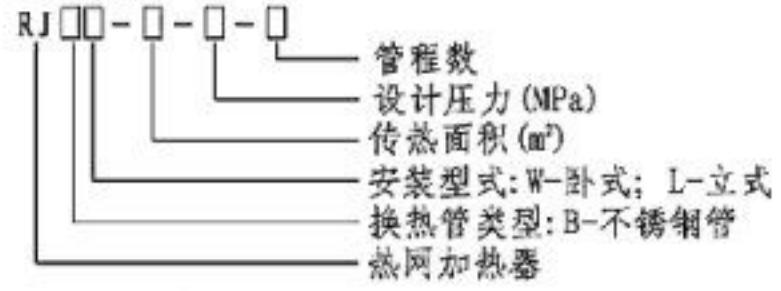 RJ□□-□-□-□
管程数
设计压力(MPa)
传热面积(m²)
安装型式:W-卧式; L-立式
换热管类型:B-不锈钢管
热网加热器